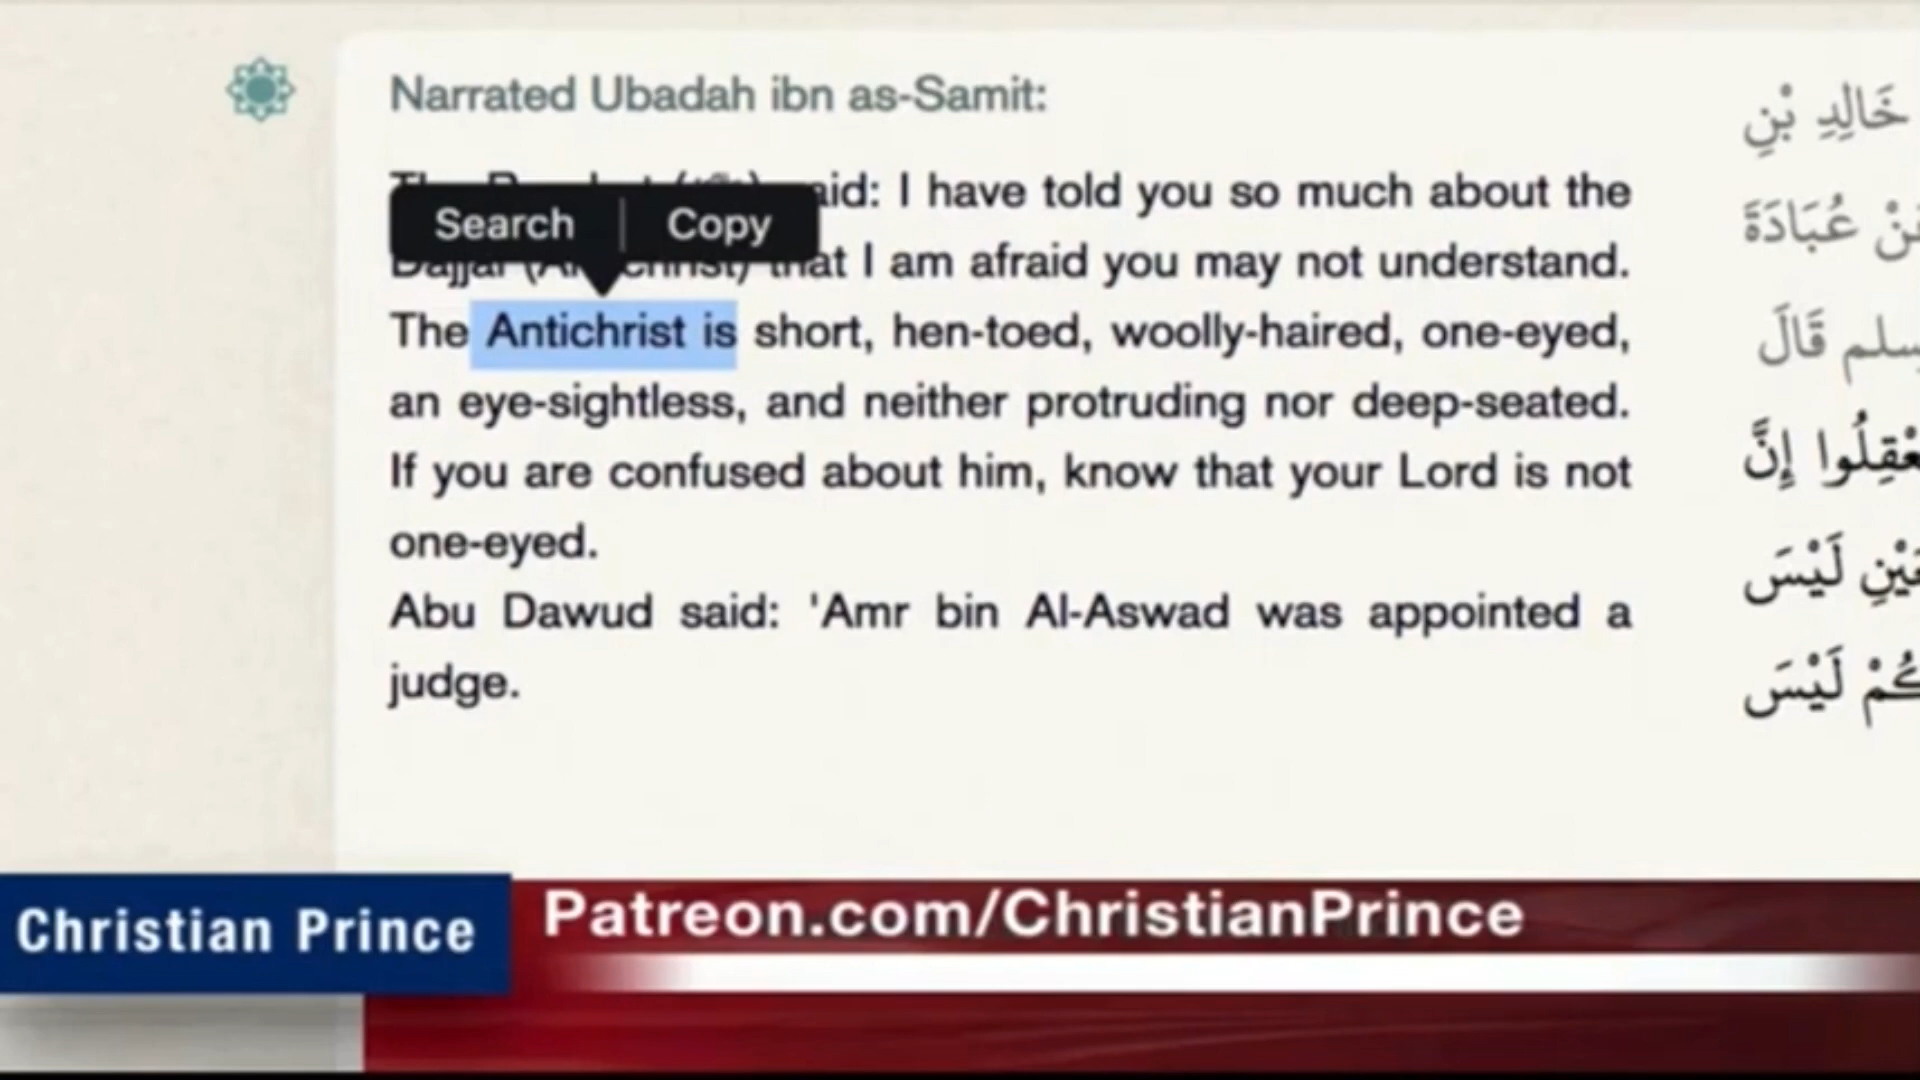 Narrated Ubadah ibn as-Samit:
said: I have told you so much about the
Search Copy
that I am afraid you may not understand.
The Antichrist is short, hen-toed, woolly-haired, one-eyed,
an eye-sightless, and neither protruding nor deep-seated.
If you are confused about him, know that your Lord is not
one-eyed.
Abu Dawud said: 'Amr bin Al-Aswad was appointed a
judge.
خَالِدِ بْنِ
عُبَادَةَ
قَالَ
إِنَّ
لَيْسَ
لَيْسَ
Christian Prince
Patreon.com/ChristianPrince